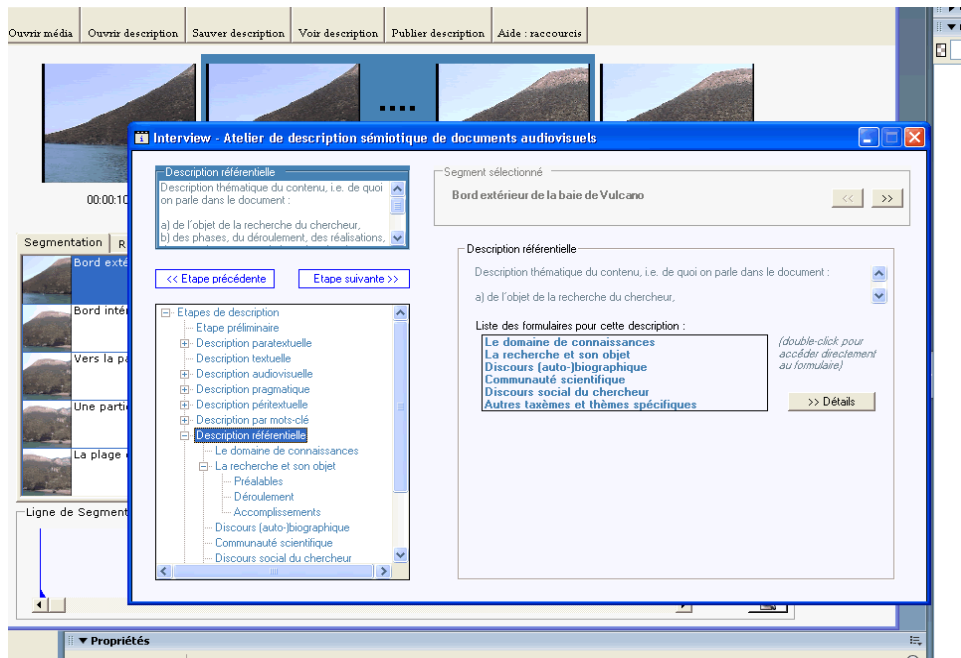 Ouvrir média
Ouvrir description
Sauver description
Voir description
Publier description
Aide : raccourcis
00:00:10
Segmentation
R
Bord exté
Bord inté
Vers la pa
Une parti
La plage
Ligne de Segment
Interview - Atelier de description sémiotique de documents audiovisuels
Description référentielle
Description thématique du contenu, i.e. de quoi
on parle dans le document :
a) de l'objet de la recherche du chercheur,
b) des phases, du déroulement, des réalisations,
<< Etape précédente
Etape suivante >>
Etapes de description
Etape préliminaire
Description paratextuelle
Description textuelle
Description audiovisuelle
Description pragmatique
Description péritextuelle
Description par mots-clé
Description référentielle
Le domaine de connaissances
La recherche et son objet
Préalables
Déroulement
Accomplissements
Discours (auto-)biographique
Communauté scientifique
Discours social du chercheur
Segment sélectionné
Bord extérieur de la baie de Vulcano
<<
>>
Description référentielle
Description thématique du contenu, i.e. de quoi on parle dans le document :
a) de l'objet de la recherche du chercheur,
Liste des formulaires pour cette description :
Le domaine de connaissances
La recherche et son objet
Discours (auto-)biographique
Communauté scientifique
Discours social du chercheur
Autres taxèmes et thèmes spécifiques
(double-click pour
accéder directement
au formulaire)
>> Détails
Propriétés